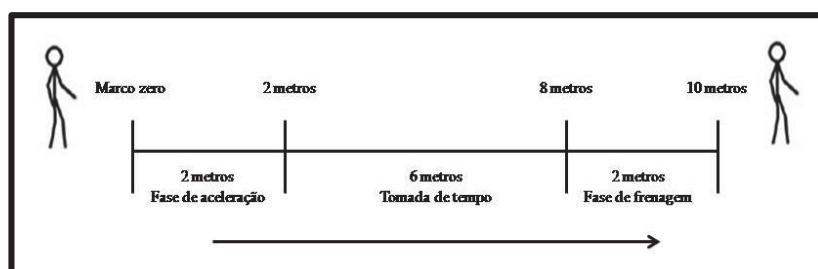 Marco zero 2 metros 8 metros 10 metros
2 metros 6 metros 2 metros
Fase de aceleração Tomada de tempo Fase de frenagem